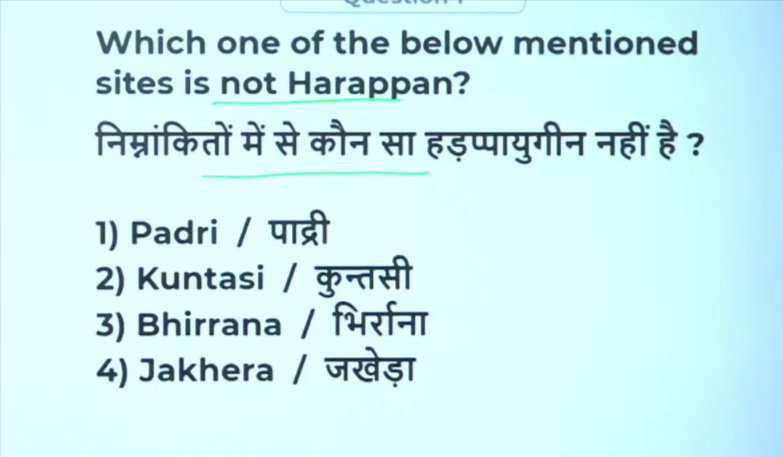 Which one of the below mentioned
sites is not Harappan?
निम्नांकितों में से कौन सा हड़प्पायुगीन नहीं है ?
1) Padri / पाद्री
2) Kuntasi / कुन्तसी
3) Bhirrana / भिर्राना
4) Jakhera / जखेड़ा